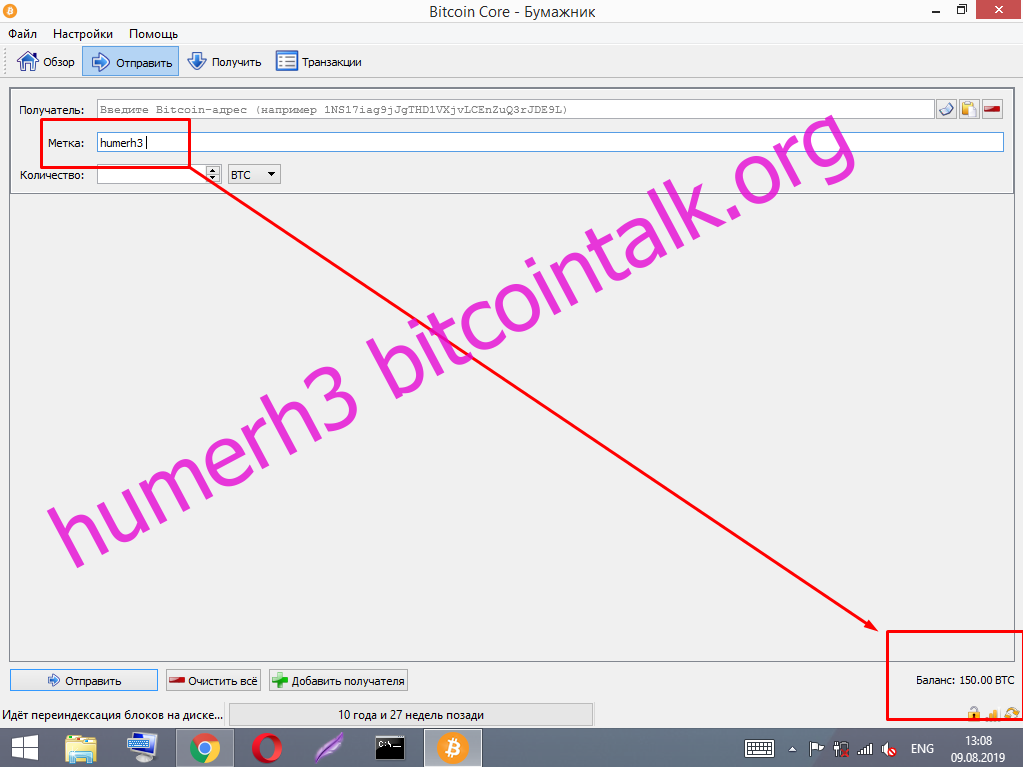 Bitcoin Core - Бумажник
Файл Настройки Помощь
Обзор Отправить Получить Транзакции
Получатель: Введите Bitcoin-адрес (например 1NS17iag9jJgTHD1VXjvLCEnZuQ3rJDE9L)
Метка: humerh3
Количество: BTC
humerh3 bitcointalk.org
Отправить Очистить всё Добавить получателя Баланс: 150.00 BTC
Идёт переиндексация блоков на диске... 10 года и 27 недель позади
C:\_
ENG 13:08
09.08.2019